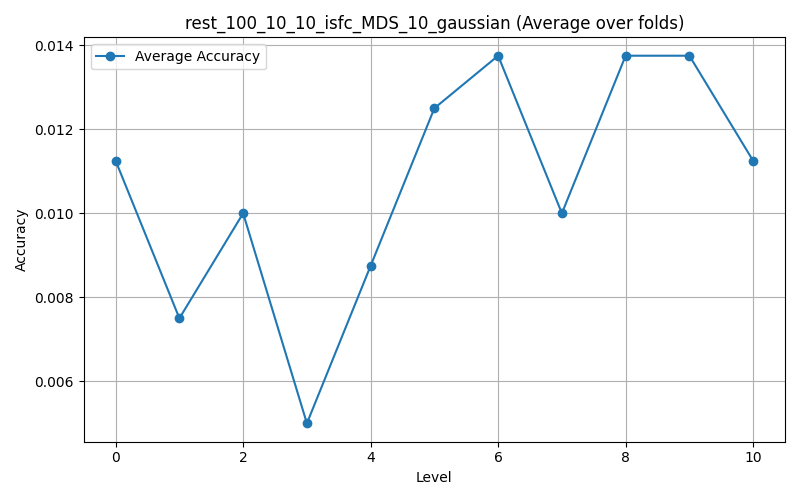 rest_100_10_10_isfc_MDS_10_gaussian (Average over folds)
Average Accuracy
0.014
0.012
0.010
0.008
0.006
Accuracy
0 2 4 6 8 10
Level